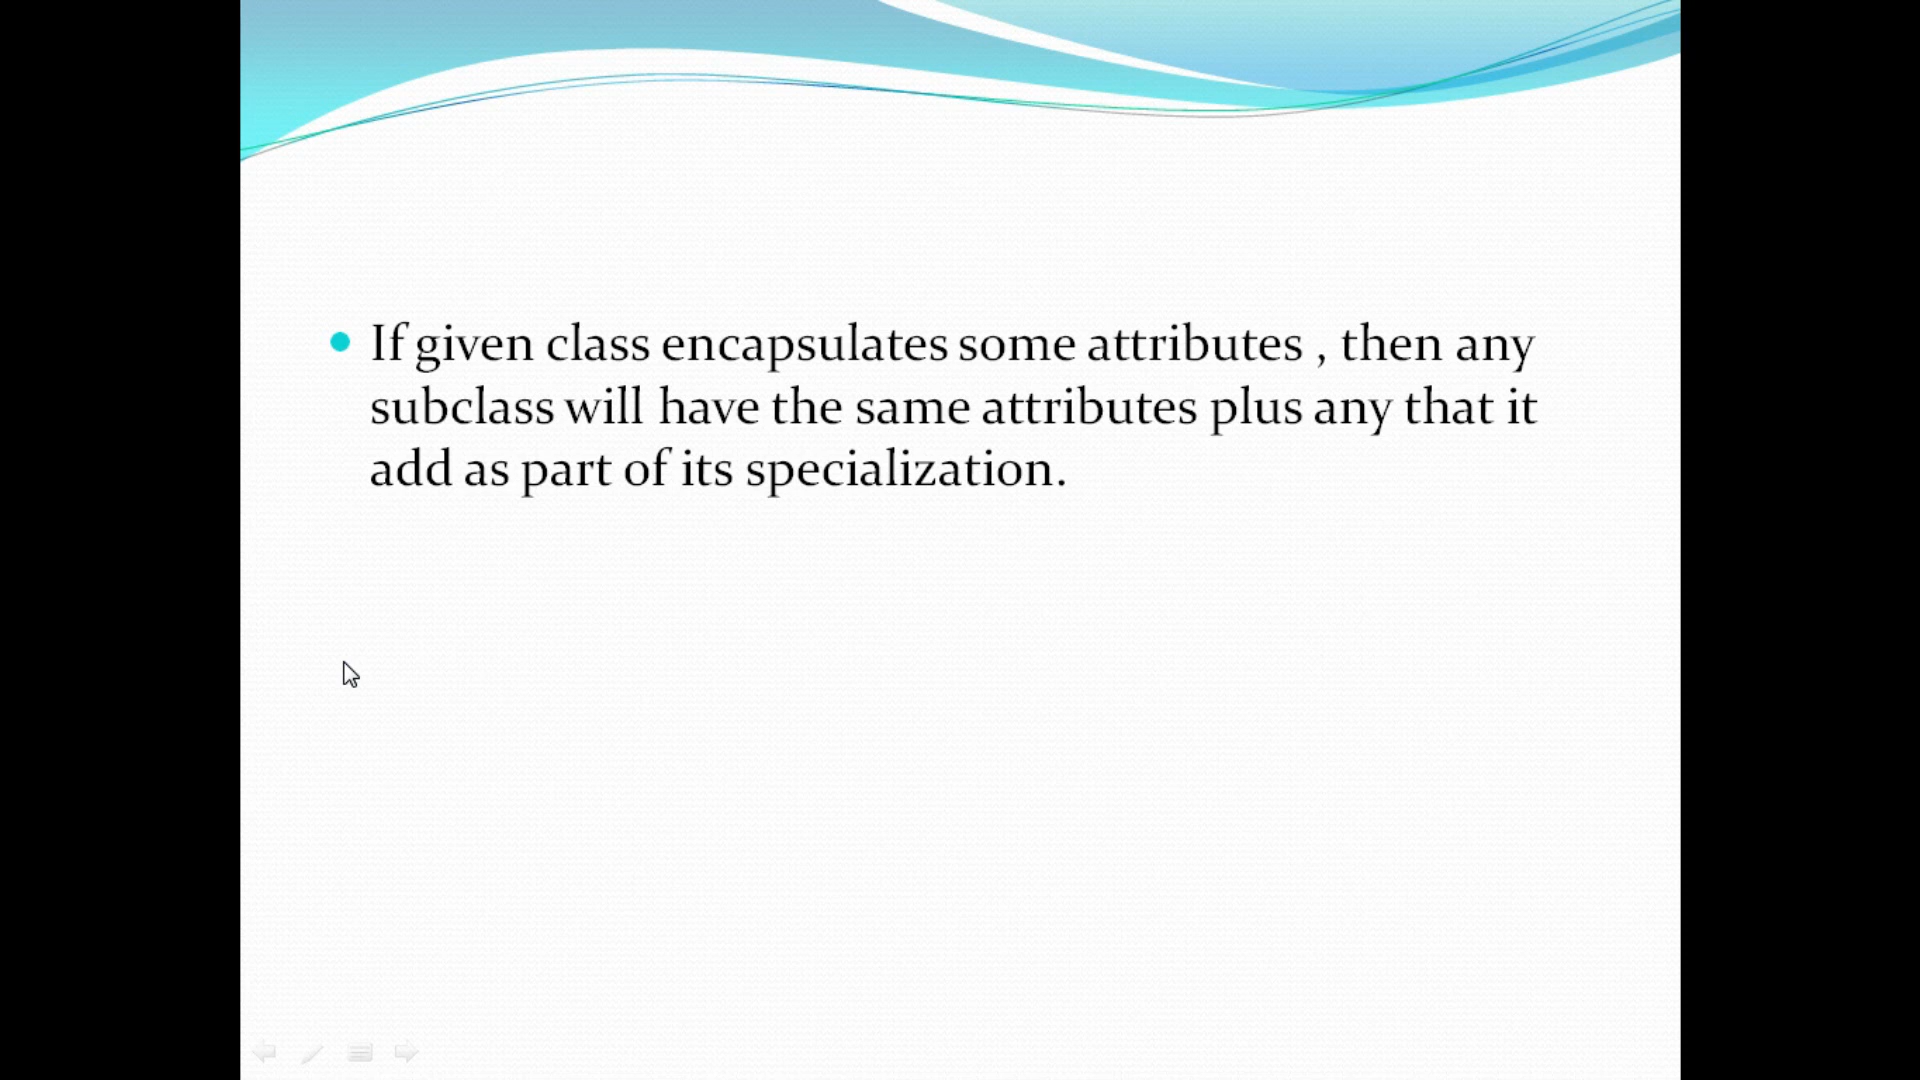 If given class encapsulates some attributes , then any
subclass will have the same attributes plus any that it
add as part of its specialization.